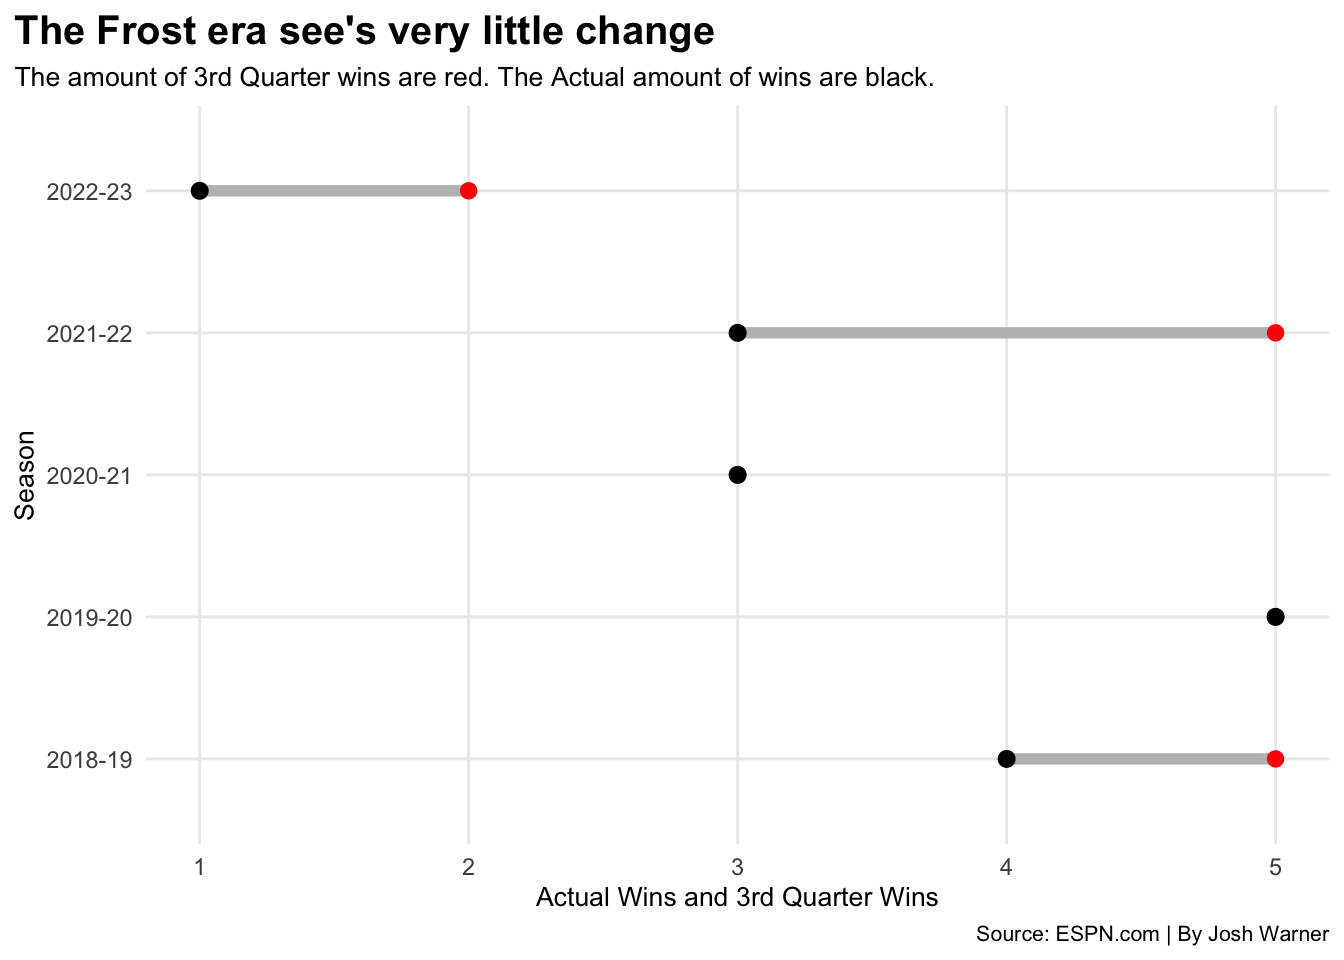 The Frost era see's very little change
The amount of 3rd Quarter wins are red. The Actual amount of wins are black.
2022-23
2021-22
2020-21
2019-20
2018-19
Season
1 2 3 4 5
Actual Wins and 3rd Quarter Wins
Source: ESPN.com | By Josh Warner